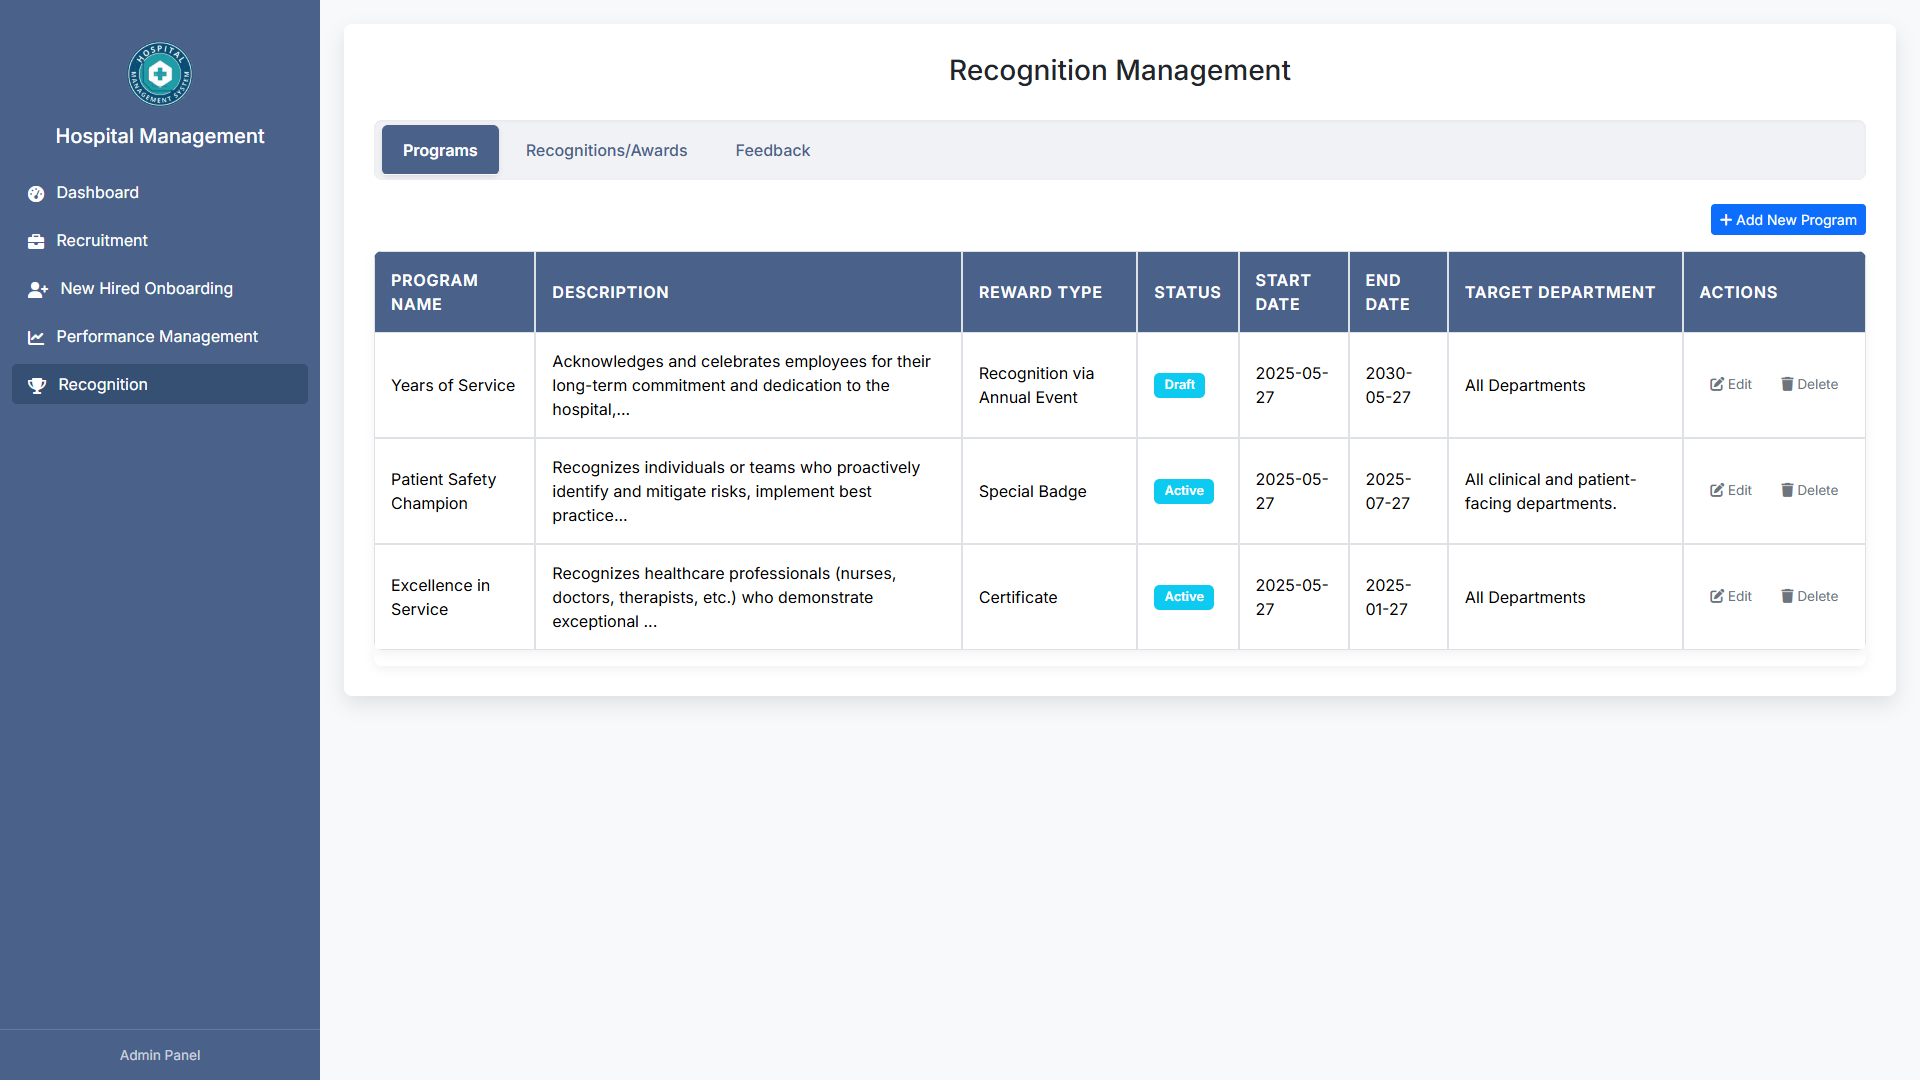 HOSPITAL
MANAGEMENT SYSTEM
Hospital Management
Dashboard
Recruitment
New Hired Onboarding
Performance Management
Recognition
Admin Panel
Recognition Management
Programs
Recognitions/Awards
Feedback
Add New Program
PROGRAM
NAME
DESCRIPTION
REWARD TYPE
STATUS
START
DATE
END
DATE
TARGET DEPARTMENT
ACTIONS
Years of Service
Acknowledges and celebrates employees for their
long-term commitment and dedication to the
hospital,...
Recognition via
Annual Event
Draft
2025-05-
27
2030-
05-27
All Departments
Edit
Delete
Patient Safety
Champion
Recognizes individuals or teams who proactively
identify and mitigate risks, implement best
practice...
Special Badge
Active
2025-05-
27
2025-
07-27
All clinical and patient-
facing departments.
Edit
Delete
Excellence in
Service
Recognizes healthcare professionals (nurses,
doctors, therapists, etc.) who demonstrate
exceptional ...
Certificate
Active
2025-05-
27
2025-
01-27
All Departments
Edit
Delete